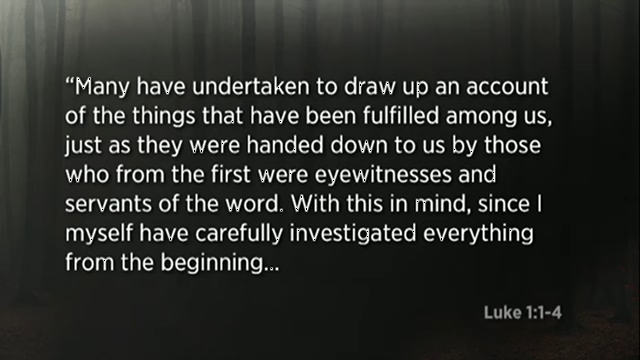 “Many have undertaken to draw up an account
of the things that have been fulfilled among us,
just as they were handed down to us by those
who from the first were eyewitnesses and
servants of the word. With this in mind, since I
myself have carefully investigated everything
from the beginning...
Luke 1:1-4